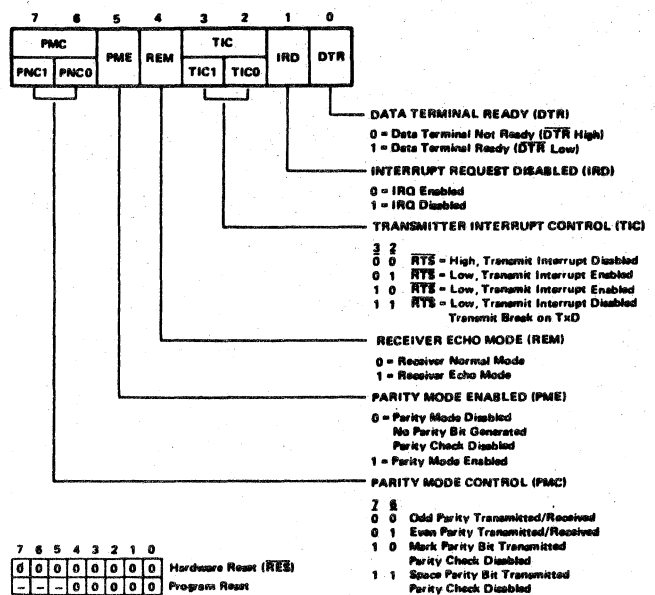 7 6 5 4 3 2 1 0
PMC PME REM TIC IRD DTR
PNC1 PNC0 TIC1 TIC0
DATA TERMINAL READY (DTR)
0 = Data Terminal Not Ready (DTR High)
1 = Data Terminal Ready (DTR Low)
INTERRUPT REQUEST DISABLED (IRD)
0 = IRQ Enabled
1 = IRQ Disabled
TRANSMITTER INTERRUPT CONTROL (TIC)
3 2
0 0 RTS = High, Transmit Interrupt Disabled
0 1 RTS = Low, Transmit Interrupt Enabled
1 0 RTS = Low, Transmit Interrupt Enabled
1 1 RTS = Low, Transmit Interrupt Disabled
Transmit Break on TxD
RECEIVER ECHO MODE (REM)
0 = Receiver Normal Mode
1 = Receiver Echo Mode
PARITY MODE ENABLED (PME)
0 = Parity Mode Disabled
No Parity Bit Generated
Parity Check Disabled
1 = Parity Mode Enabled
PARITY MODE CONTROL (PMC)
7 6
0 0 Odd Parity Transmitted/Received
0 1 Even Parity Transmitted/Received
1 0 Mark Parity Bit Transmitted
Parity Check Disabled
1 1 Space Parity Bit Transmitted
Parity Check Disabled
7 6 5 4 3 2 1 0
0 0 0 0 0 0 0 0 Hardware Reset (RES)
– – – 0 0 0 0 0 Program Reset